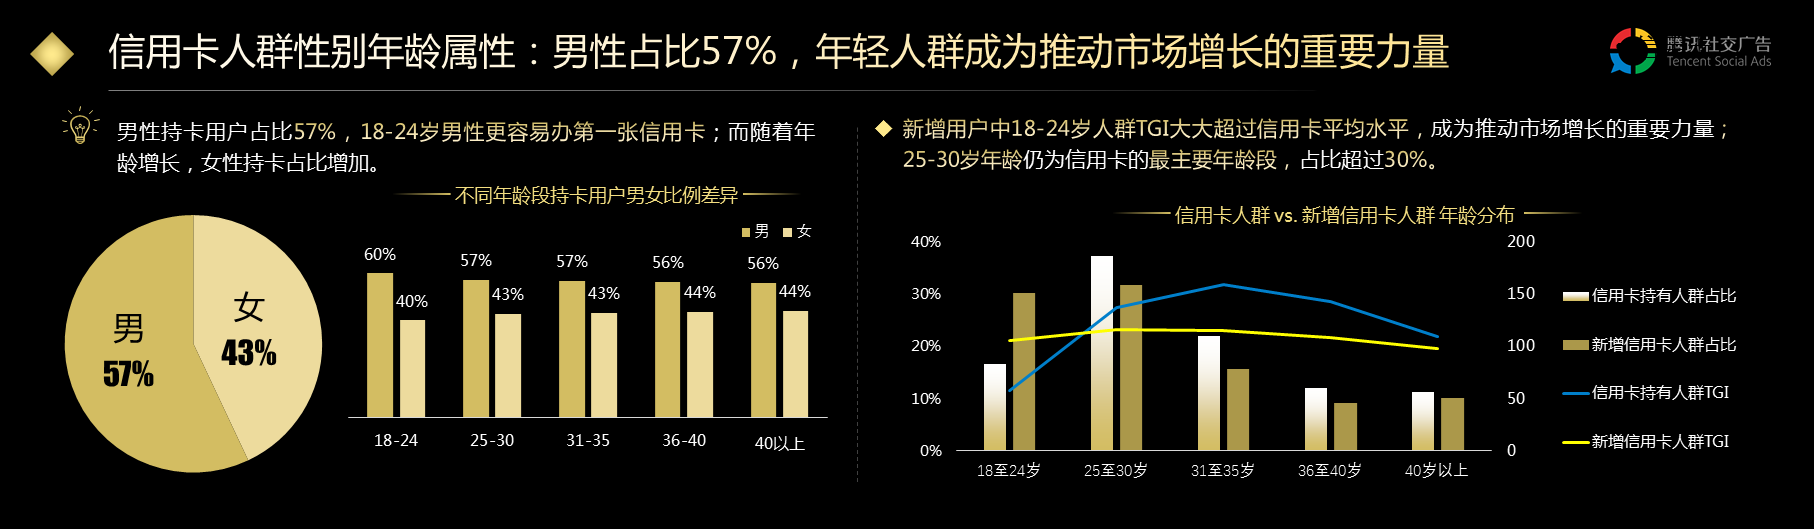 信用卡人群性别年龄属性：男性占比57%，年轻人群成为推动市场增长的重要力量
腾讯社交广告
Tencent Social Ads
男性持卡用户占比57%，18-24岁男性更容易办第一张信用卡；而随着年
龄增长，女性持卡占比增加。
不同年龄段持卡用户男女比例差异
男 女
女
43%
男
57%
60% 57% 57% 56% 56%
40% 43% 43% 44% 44%
18-24 25-30 31-35 36-40 40以上
新增用户中18-24岁人群TGI大大超过信用卡平均水平，成为推动市场增长的重要力量；
25-30岁年龄仍为信用卡的最主要年龄段，占比超过30%。
信用卡人群 vs. 新增信用卡人群 年龄分布
40%
30%
20%
10%
0%
200
150
100
50
0
18至24岁 25至30岁 31至35岁 36至40岁 40岁以上
信用卡持有人群占比
新增信用卡人群占比
信用卡持有人群TGI
新增信用卡人群TGI